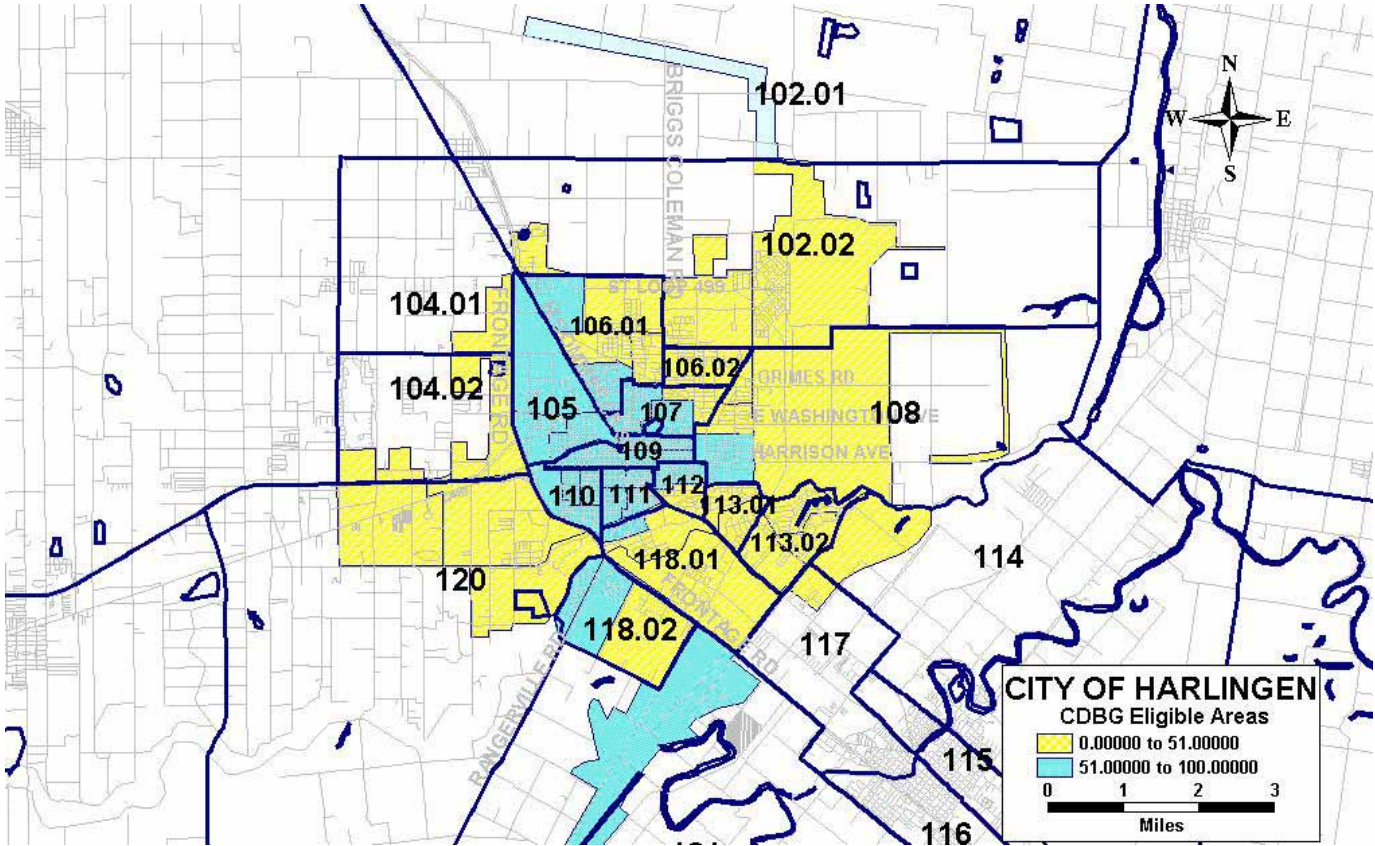 102.01
BRIGGS COLEMAN RD
N
W
E
S
102.02
ST LOOP 499
104.01
FRONTAGE RD
106.01
106.02
104.02
GRIMES RD
105
107
E WASHINGTON AVE
108
109
HARRISON AVE
110
111
112
113.01
113.02
118.01
114
120
FRONTAGE RD
118.02
117
RANGERVILLE RD
CITY OF HARLINGEN
CDBG Eligible Areas
0.00000 to 51.00000
51.00000 to 100.00000
0 1 2 3
Miles
115
116